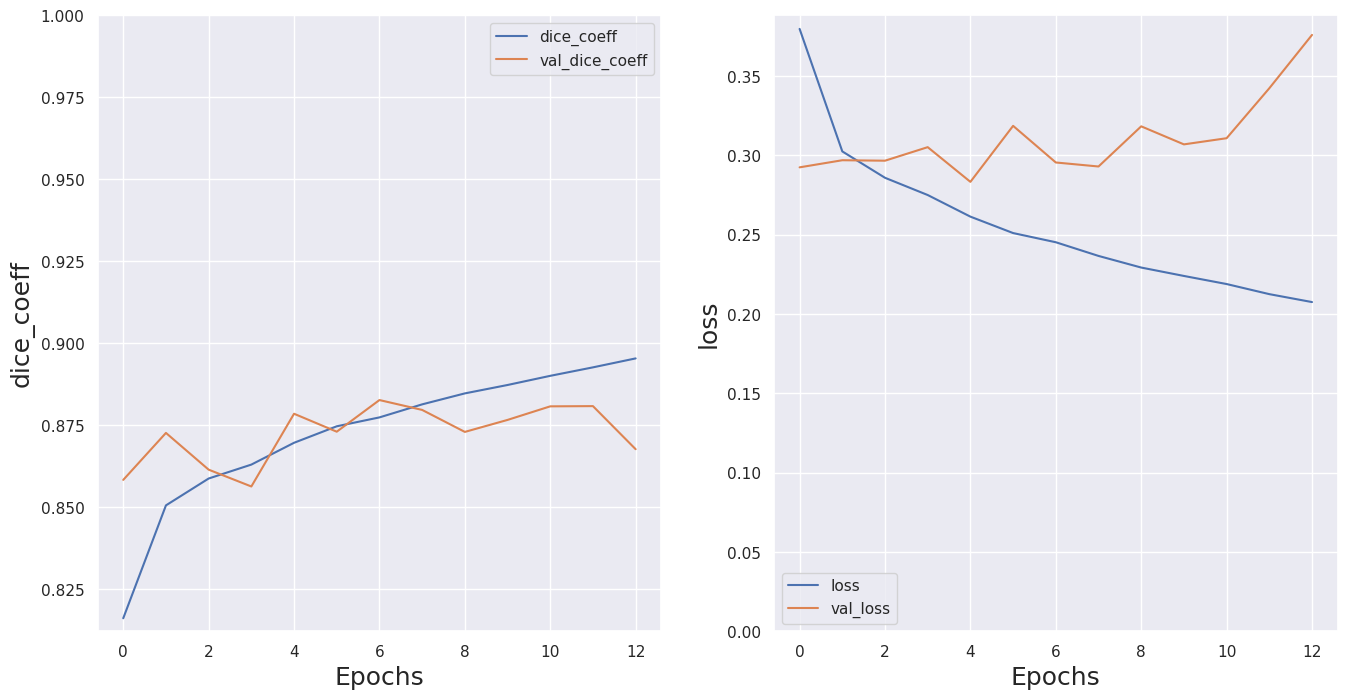 1.000
0.975
0.950
0.925
0.900
0.875
0.850
0.825
dice_coeff
dice_coeff
val_dice_coeff
0 2 4 6 8 10 12
Epochs
0.35
0.30
0.25
0.20
0.15
0.10
0.05
0.00
loss
loss
val_loss
0 2 4 6 8 10 12
Epochs